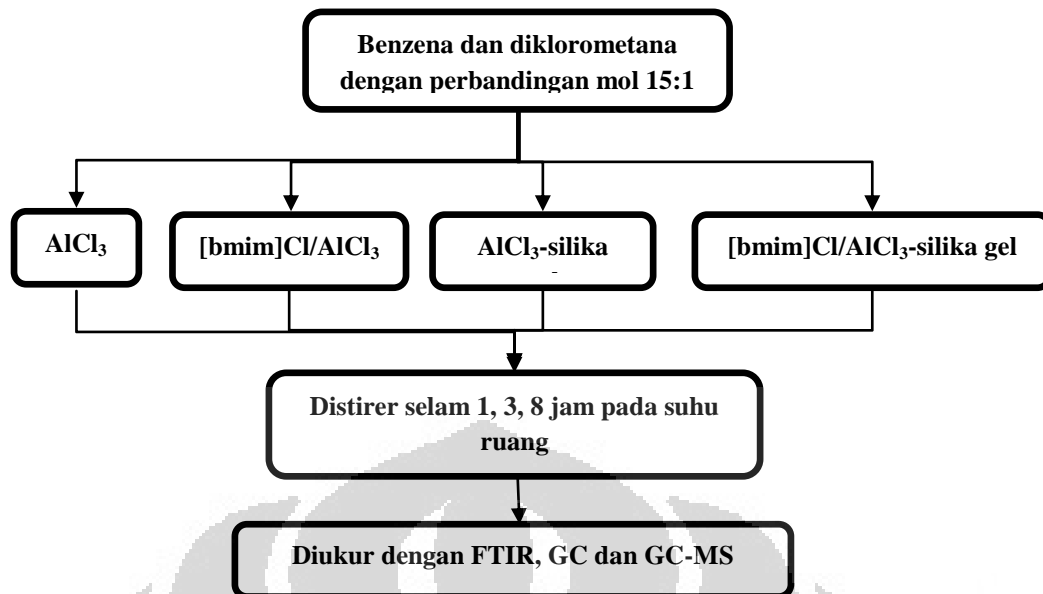 Benzena dan diklorometana
dengan perbandingan mol 15:1
AlCl₃
[bmim]Cl/AlCl₃
AlCl₃-silika
[bmim]Cl/AlCl₃-silika gel
Distirer selam 1, 3, 8 jam pada suhu
ruang
Diukur dengan FTIR, GC dan GC-MS